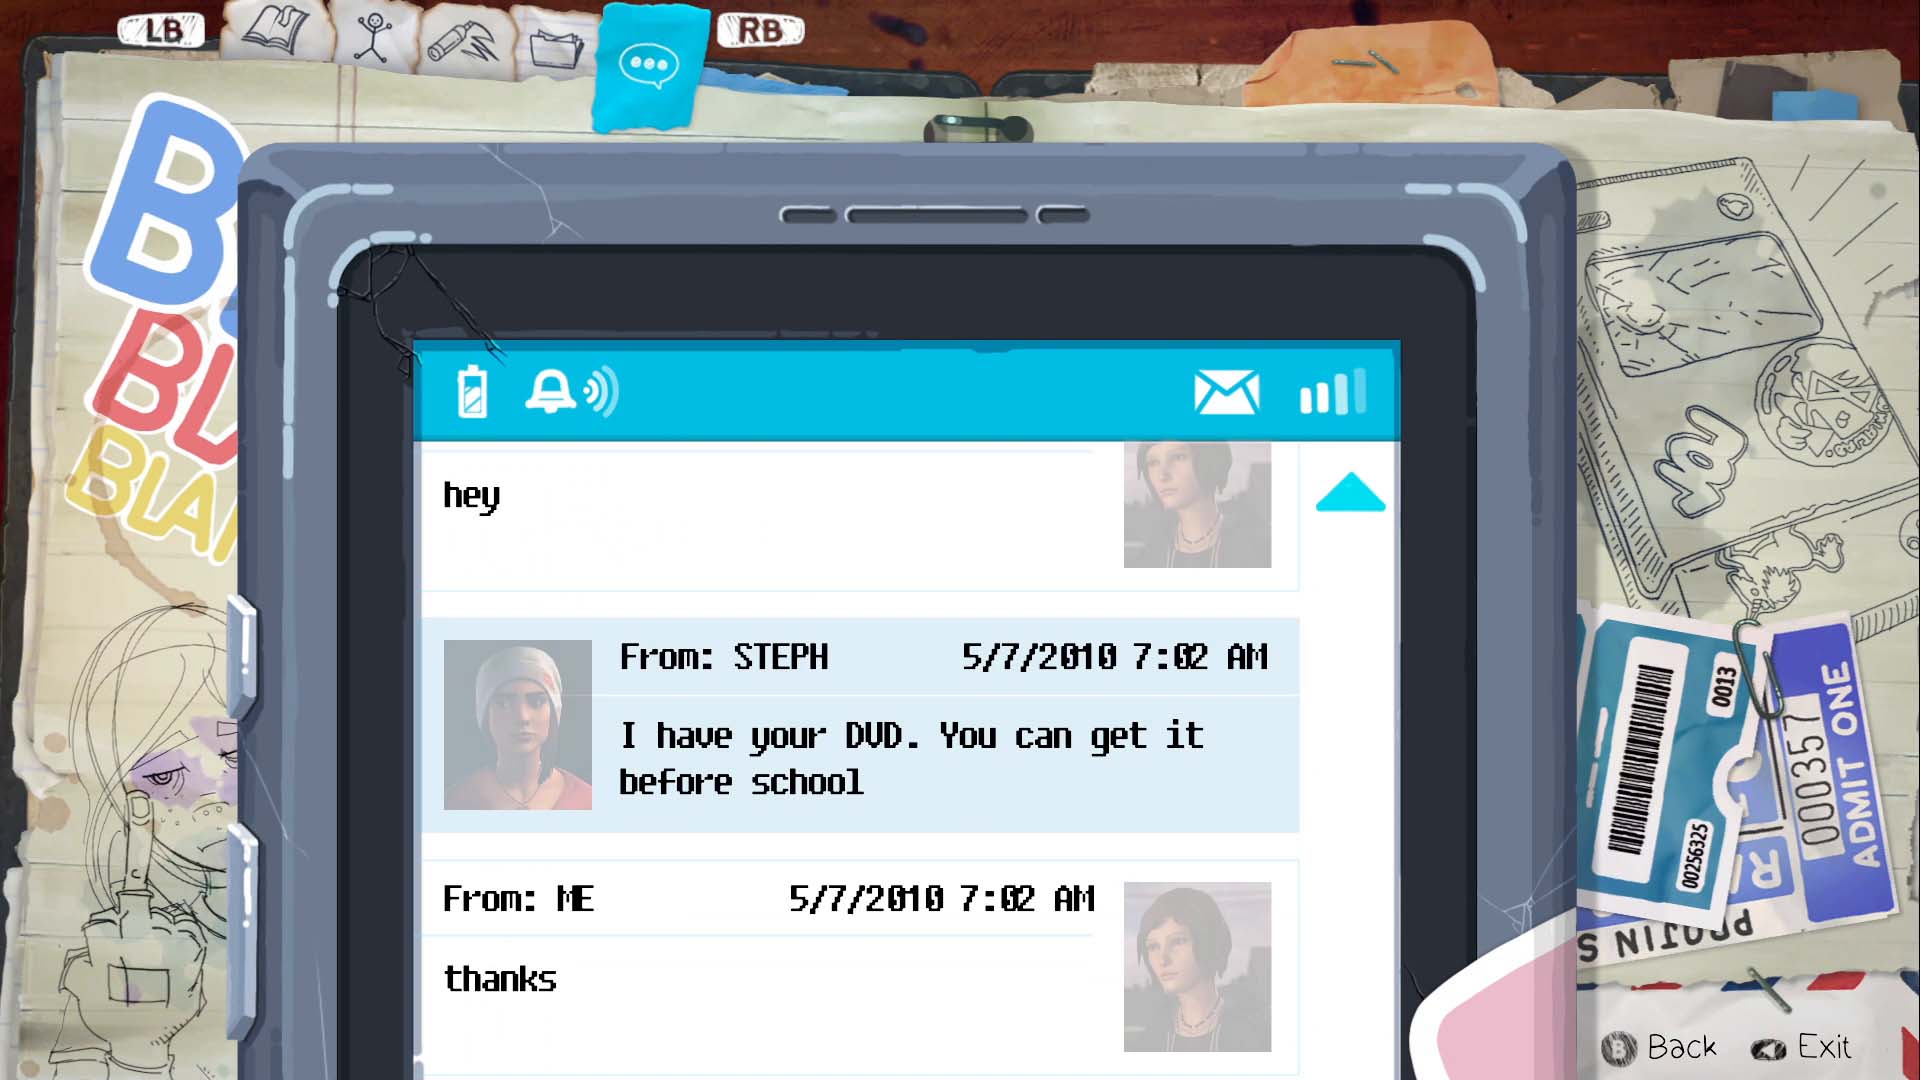 LB
RB
hey
From: STEPH 5/7/2010 7:02 AM
I have your DVD. You can get it
before school
From: ME 5/7/2010 7:02 AM
thanks
0013
00256325
000357
ADMIT ONE
Back
Exit